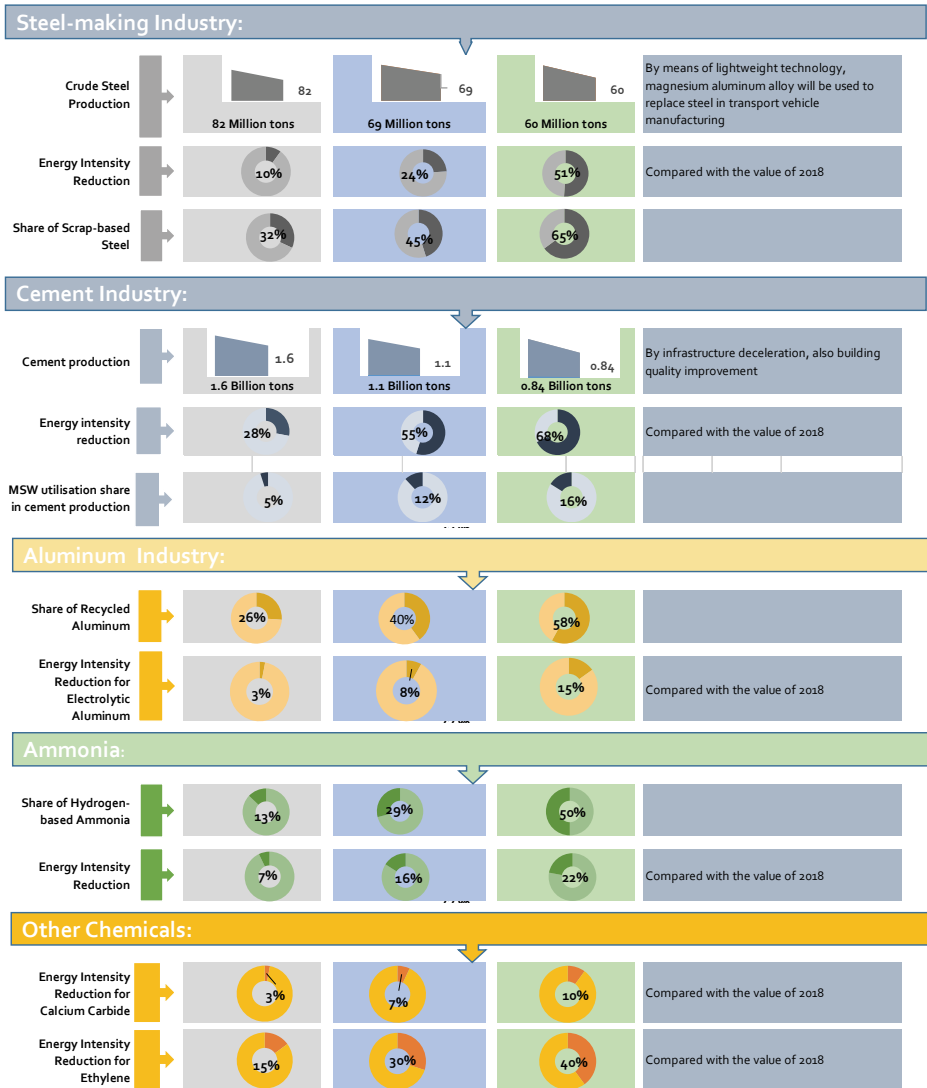 Steel-making Industry:
Crude Steel
Production
82
82 Million tons
69
69 Million tons
60
60 Million tons
By means of lightweight technology,
magnesium aluminum alloy will be used to
replace steel in transport vehicle
manufacturing
Energy Intensity
Reduction
10%
24%
51%
Compared with the value of 2018
Share of Scrap-based
Steel
32%
45%
65%
Cement Industry:
Cement production
1.6
1.6 Billion tons
1.1
1.1 Billion tons
0.84
0.84 Billion tons
By infrastructure deceleration, also building
quality improvement
Energy intensity
reduction
28%
55%
68%
Compared with the value of 2018
MSW utilisation share
in cement production
5%
12%
16%
Aluminum Industry:
Share of Recycled
Aluminum
26%
40%
58%
Energy Intensity
Reduction for
Electrolytic
Aluminum
3%
8%
15%
Compared with the value of 2018
Ammonia:
Share of Hydrogen-
based Ammonia
13%
29%
50%
Energy Intensity
Reduction
7%
16%
22%
Compared with the value of 2018
Other Chemicals:
Energy Intensity
Reduction for
Calcium Carbide
3%
7%
10%
Compared with the value of 2018
Energy Intensity
Reduction for
Ethylene
15%
30%
40%
Compared with the value of 2018